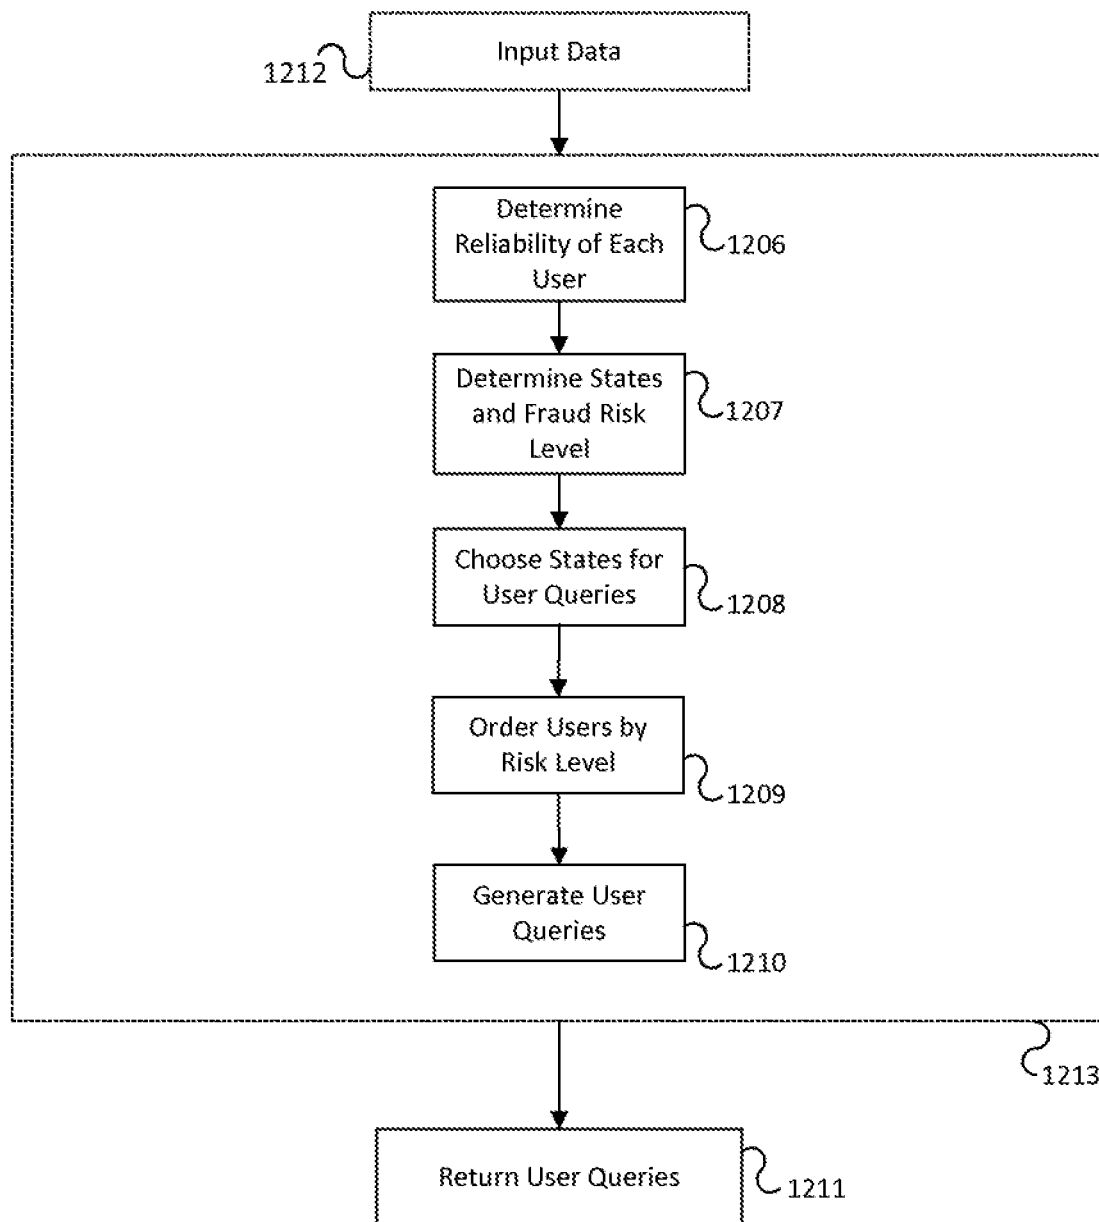 Input Data
1212
Determine
Reliability of Each
User
1206
Determine States
and Fraud Risk
Level
1207
Choose States for
User Queries
1208
Order Users by
Risk Level
1209
Generate User
Queries
1210
1213
Return User Queries
1211